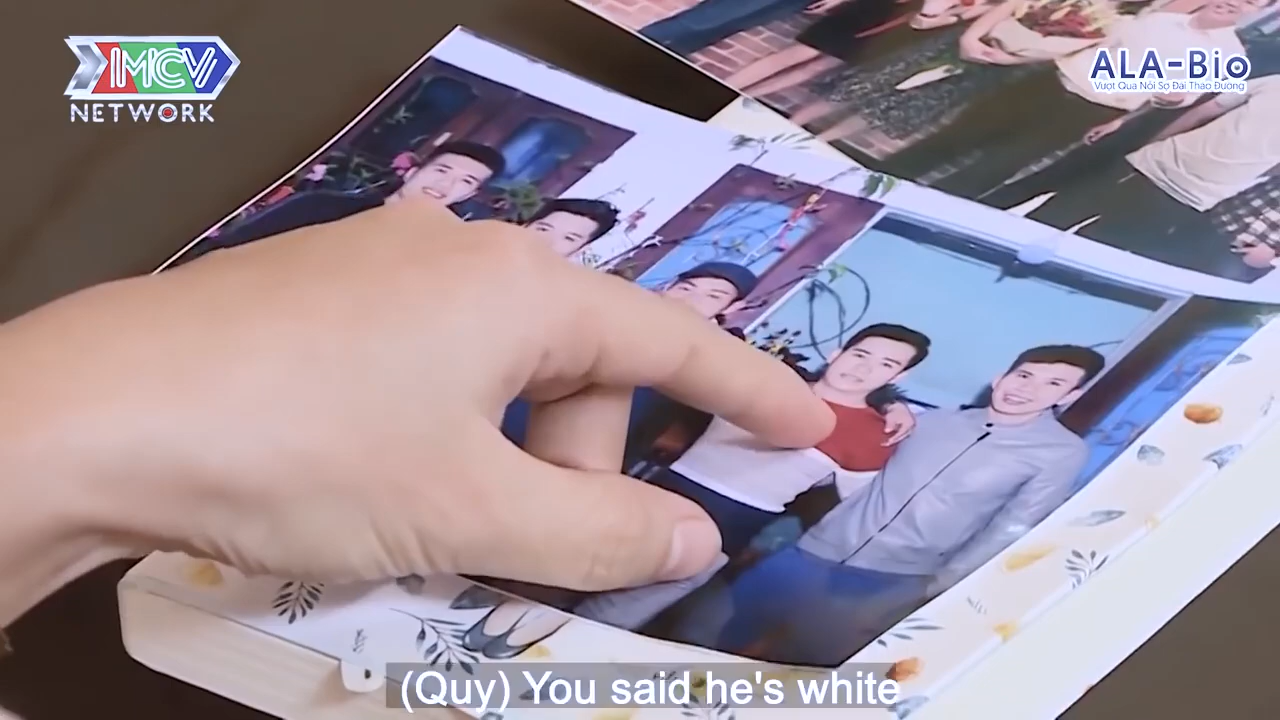 MCV
NETWORK
ALA-Bio
Vượt Qua Nỗi Sợ Đái Tháo Đường
(Quy) You said he's white